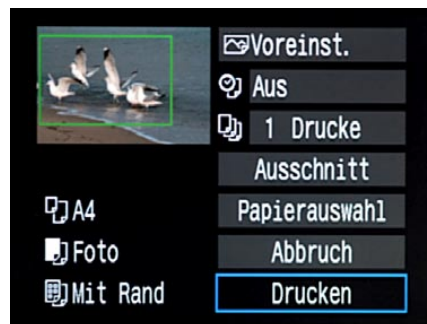 Voreinst.
Aus
1 Drucke
Ausschnitt
A4
Papierauswahl
Foto
Abbruch
Mit Rand
Drucken